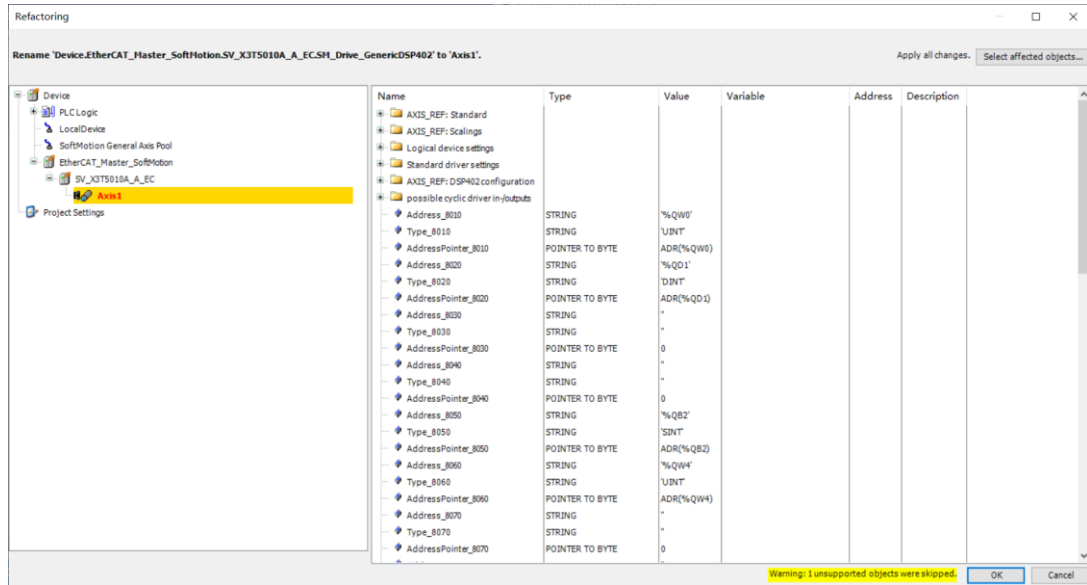 Refactoring
Rename 'Device.EtherCAT_Master_SoftMotion.SV_X3T5010A_A_EC.SM_Drive_GenericDSP402' to 'Axis1'.
Apply all changes. Select affected objects...
Device
PLC Logic
LocalDevice
SoftMotion General Axis Pool
EtherCAT_Master_SoftMotion
SV_X3T5010A_A_EC
Axis1
Project Settings
Name Type Value Variable Address Description
AXIS_REF: Standard
AXIS_REF: Scalings
Logical device settings
Standard driver settings
AXIS_REF: DSP402 configuration
possible cyclic driver in-/outputs
Address_8010 STRING '%QW0'
Type_8010 STRING 'UINT'
AddressPointer_8010 POINTER TO BYTE ADR(%QW0)
Address_8020 STRING '%QD1'
Type_8020 STRING 'DINT'
AddressPointer_8020 POINTER TO BYTE ADR(%QD1)
Address_8030 STRING ''
Type_8030 STRING ''
AddressPointer_8030 POINTER TO BYTE 0
Address_8040 STRING ''
Type_8040 STRING ''
AddressPointer_8040 POINTER TO BYTE 0
Address_8050 STRING '%QB2'
Type_8050 STRING 'SINT'
AddressPointer_8050 POINTER TO BYTE ADR(%QB2)
Address_8060 STRING '%QW4'
Type_8060 STRING 'UINT'
AddressPointer_8060 POINTER TO BYTE ADR(%QW4)
Address_8070 STRING ''
Type_8070 STRING ''
AddressPointer_8070 POINTER TO BYTE 0
Warning: 1 unsupported objects were skipped. OK Cancel